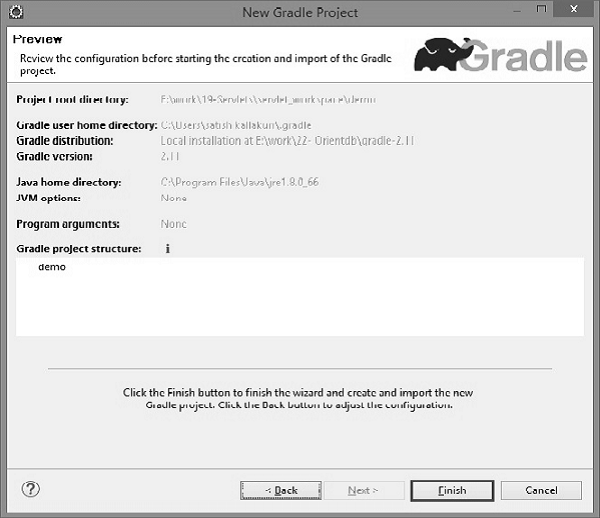 New Gradle Project
Preview
Review the configuration before starting the creation and import of the Gradle
project.
Gradle
Project root directory: E:\work\19-Servlets\servlet_workspace\demo
Gradle user home directory: C:\Users\satish.kallakuri\.gradle
Gradle distribution: Local installation at E:\work\22- Orientdb\gradle-2.11
Gradle version: 2.11
Java home directory: C:\Program Files\Java\jre1.8.0_66
JVM options: None
Program arguments: None
Gradle project structure: i
demo
Click the Finish button to finish the wizard and create and import the new
Gradle project. Click the Back button to adjust the configuration.
? < Back Next > Finish Cancel